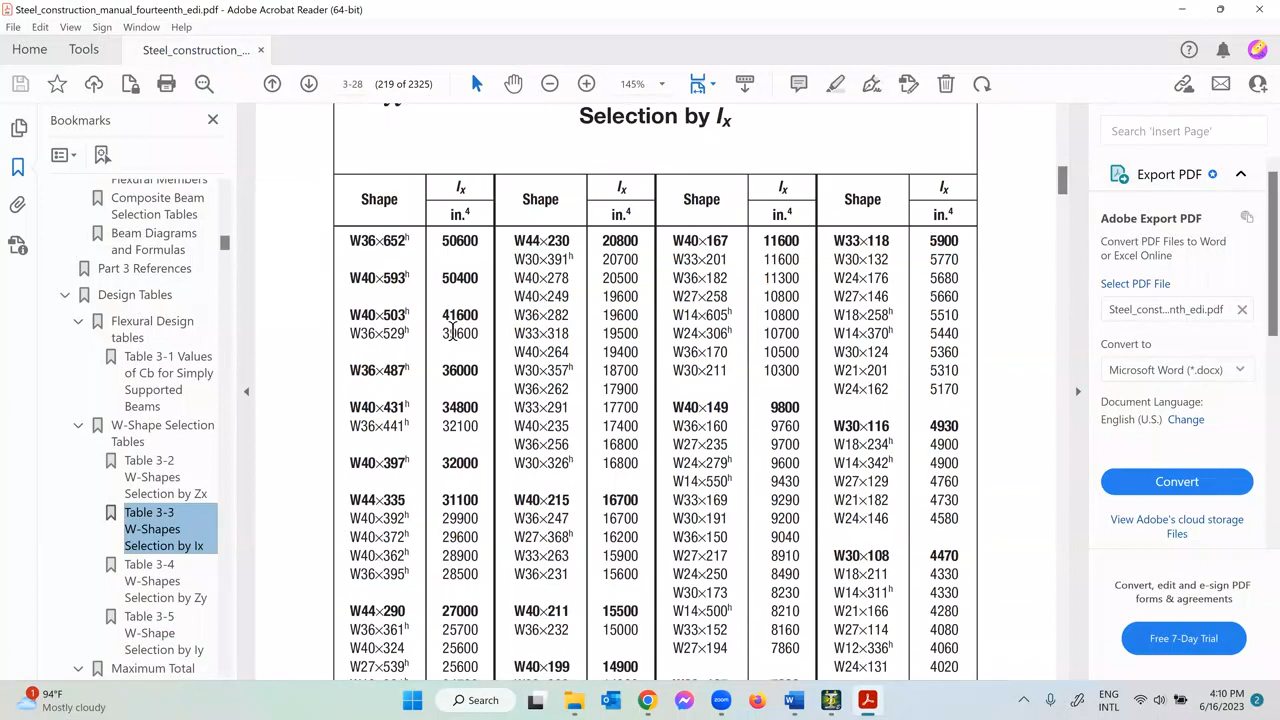 Steel_construction_manual_fourteenth_edi.pdf - Adobe Acrobat Reader (64-bit)
File Edit View Sign Window Help
Home Tools Steel_construction_... ×
3-28 (219 of 2325) 145%
Bookmarks
Flexural Members
Composite Beam
Selection Tables
Beam Diagrams
and Formulas
Part 3 References
Design Tables
Flexural Design
tables
Table 3-1 Values
of Cb for Simply
Supported
Beams
W-Shape Selection
Tables
Table 3-2
W-Shapes
Selection by Zx
Table 3-3
W-Shapes
Selection by Ix
Table 3-4
W-Shapes
Selection by Zy
Table 3-5
W-Shape
Selection by Iy
Maximum Total
Selection by Ix
Shape Ix Shape Ix Shape Ix Shape Ix
in.4 in.4 in.4 in.4
W36×652h 50600 W44×230 20800 W40×167 11600 W33×118 5900
W30×391h 20700 W33×201 11600 W30×132 5770
W40×593h 50400 W40×278 20500 W36×182 11300 W24×176 5680
W40×249 19600 W27×258 10800 W27×146 5660
W40×503h 41600 W36×282 19600 W14×605h 10800 W18×258h 5510
W36×529h W33×318 19500 W24×306h 10700 W14×370h 5440
W40×264 19400 W36×170 10500 W30×124 5360
W36×487h 36000 W30×357h 18700 W30×211 10300 W21×201 5310
W36×262 17900 W24×162 5170
W40×431h 34800 W33×291 17700 W40×149 9800
W36×441h 32100 W40×235 17400 W36×160 9760 W30×116 4930
W36×256 16800 W27×235 9700 W18×234h 4900
W40×397h 32000 W30×326h 16800 W24×279h 9600 W14×342h 4900
W14×550h 9430 W27×129 4760
W44×335 31100 W40×215 16700 W33×169 9290 W21×182 4730
W40×392h 29900 W36×247 16700 W30×191 9200 W24×146 4580
W40×372h 29600 W27×368h 16200 W36×150 9040
W40×362h 28900 W33×263 15900 W27×217 8910 W30×108 4470
W36×395h 28500 W36×231 15600 W24×250 8490 W18×211 4330
W30×173 8230 W14×311h 4330
W44×290 27000 W40×211 15500 W14×500h 8210 W21×166 4280
W36×361h 25700 W36×232 15000 W33×152 8160 W27×114 4080
W40×324 25600 W27×194 7860 W12×336h 4060
W27×539h 25600 W40×199 14900 W24×131 4020
Search 'Insert Page'
Export PDF
Adobe Export PDF
Convert PDF Files to Word
or Excel Online
Select PDF File
Steel_const...nth_edi.pdf
Convert to
Microsoft Word (*.docx)
Document Language:
English (U.S.) Change
Convert
View Adobe's cloud storage
Files
Convert, edit and e-sign PDF
forms & agreements
Free 7-Day Trial
1
94°F
Mostly cloudy
Search
zoom
ENG
INTL
4:10 PM
6/16/2023
2